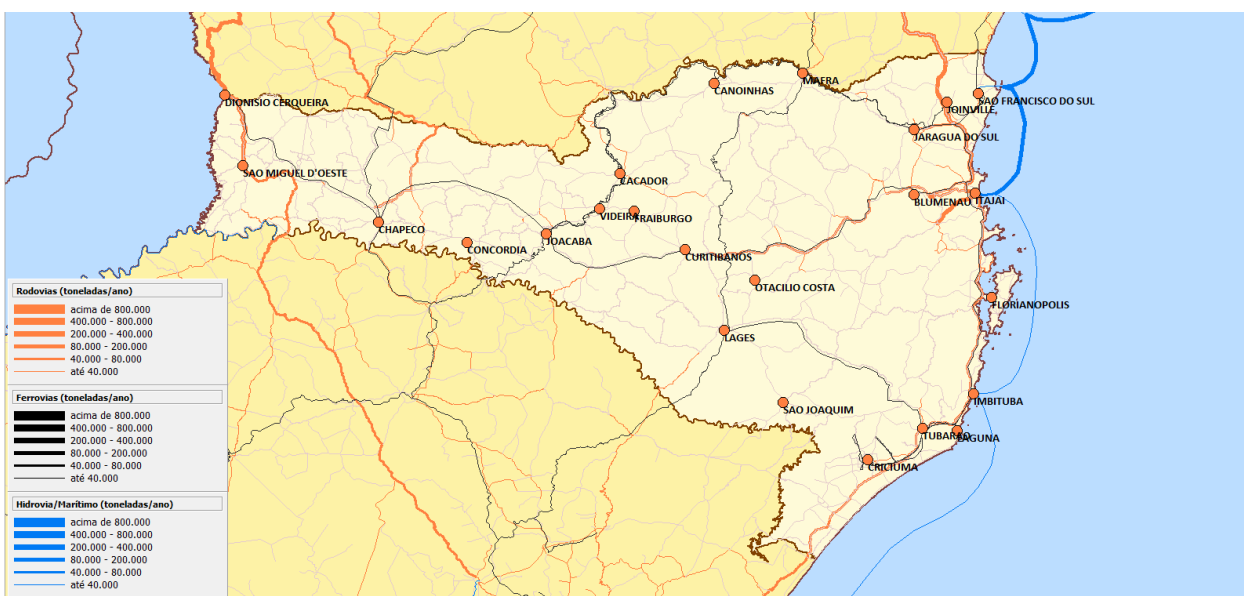 MAFRA
CANOINHAS
DIONISIO CERQUEIRA
SAO FRANCISCO DO SUL
JOINVILLE
JARAGUA DO SUL
SAO MIGUEL D'OESTE
CACADOR
BLUMENAU
ITAJAI
VIDEIRA
FRAIBURGO
CHAPECO
JOACABA
CONCORDIA
CURITIBANOS
OTACILIO COSTA
FLORIANOPOLIS
LAGES
IMBITUBA
SAO JOAQUIM
TUBARAO
LAGUNA
CRICIUMA
Rodovias (toneladas/ano)
acima de 800.000
400.000 - 800.000
200.000 - 400.000
80.000 - 200.000
40.000 - 80.000
até 40.000
Ferrovias (toneladas/ano)
acima de 800.000
400.000 - 800.000
200.000 - 400.000
80.000 - 200.000
40.000 - 80.000
até 40.000
Hidrovia/Marítimo (toneladas/ano)
acima de 800.000
400.000 - 800.000
200.000 - 400.000
80.000 - 200.000
40.000 - 80.000
até 40.000